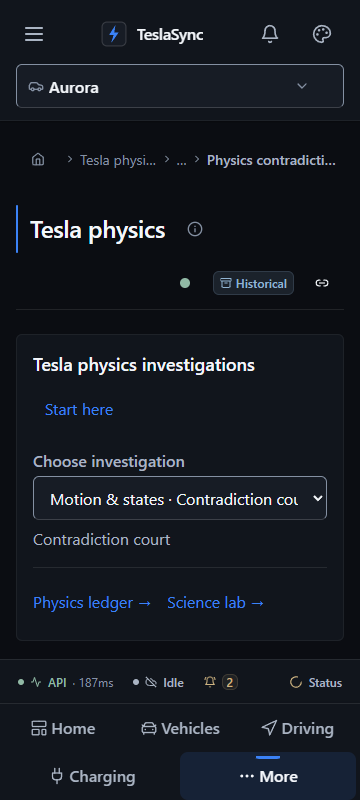 TeslaSync
Aurora
Tesla physi... ... Physics contradicti...
Tesla physics
Historical
Tesla physics investigations
Start here
Choose investigation
Motion & states · Contradiction cou
Contradiction court
Physics ledger → Science lab →
API · 187ms Idle 2 Status
Home Vehicles Driving
Charging More